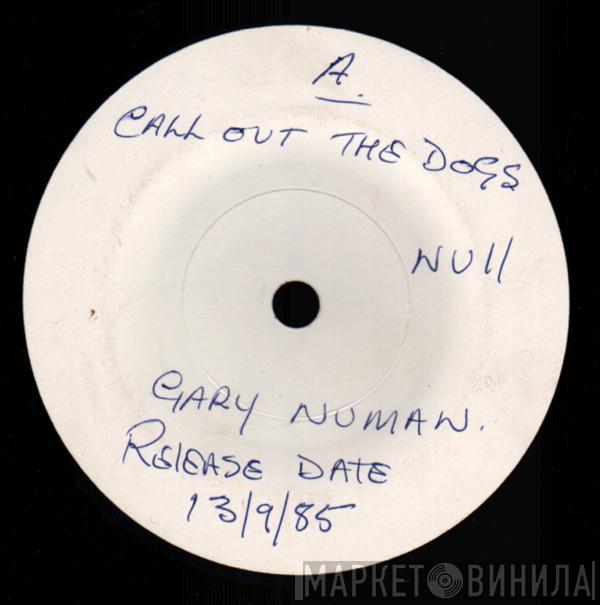 A.
CALL OUT THE DOGS
NU11
GARY NUMAN.
RELEASE DATE
13/9/85
МАРКЕТ ВИНИЛА